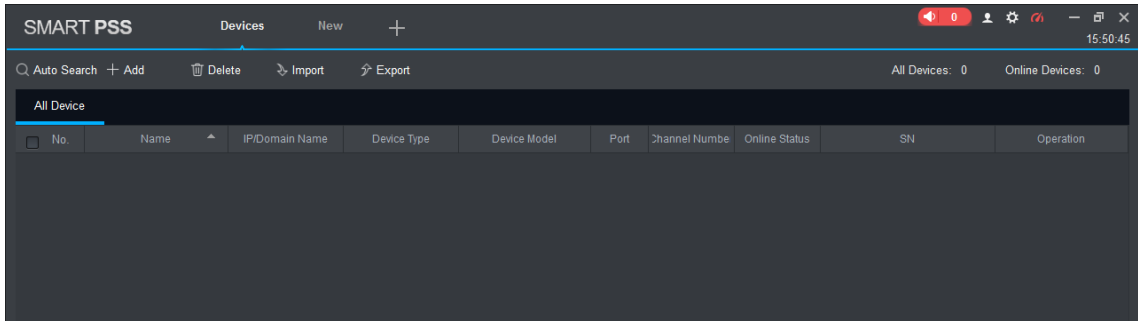 SMART PSS Devices New + 0
15:50:45
Auto Search + Add Delete Import Export All Devices: 0 Online Devices: 0
All Device
No. Name IP/Domain Name Device Type Device Model Port Channel Numbe Online Status SN Operation